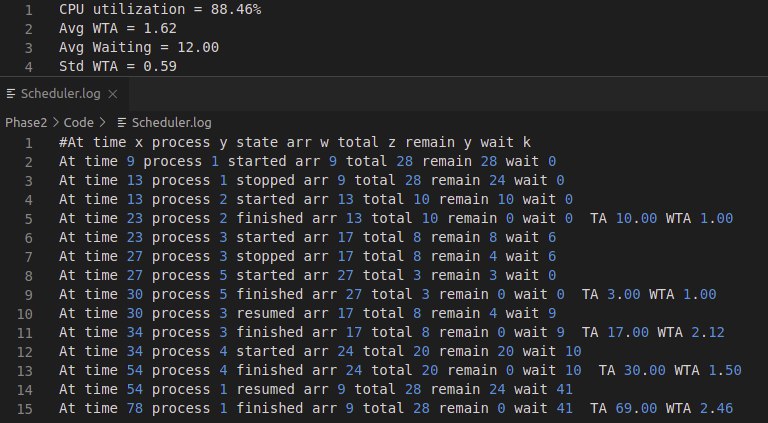 1 CPU utilization = 88.46%
2 Avg WTA = 1.62
3 Avg Waiting = 12.00
4 Std WTA = 0.59
Scheduler.log ×
Phase2 > Code > Scheduler.log
1 #At time x process y state arr w total z remain y wait k
2 At time 9 process 1 started arr 9 total 28 remain 28 wait 0
3 At time 13 process 1 stopped arr 9 total 28 remain 24 wait 0
4 At time 13 process 2 started arr 13 total 10 remain 10 wait 0
5 At time 23 process 2 finished arr 13 total 10 remain 0 wait 0  TA 10.00 WTA 1.00
6 At time 23 process 3 started arr 17 total 8 remain 8 wait 6
7 At time 27 process 3 stopped arr 17 total 8 remain 4 wait 6
8 At time 27 process 5 started arr 27 total 3 remain 3 wait 0
9 At time 30 process 5 finished arr 27 total 3 remain 0 wait 0  TA 3.00 WTA 1.00
10 At time 30 process 3 resumed arr 17 total 8 remain 4 wait 9
11 At time 34 process 3 finished arr 17 total 8 remain 0 wait 9  TA 17.00 WTA 2.12
12 At time 34 process 4 started arr 24 total 20 remain 20 wait 10
13 At time 54 process 4 finished arr 24 total 20 remain 0 wait 10  TA 30.00 WTA 1.50
14 At time 54 process 1 resumed arr 9 total 28 remain 24 wait 41
15 At time 78 process 1 finished arr 9 total 28 remain 0 wait 41  TA 69.00 WTA 2.46